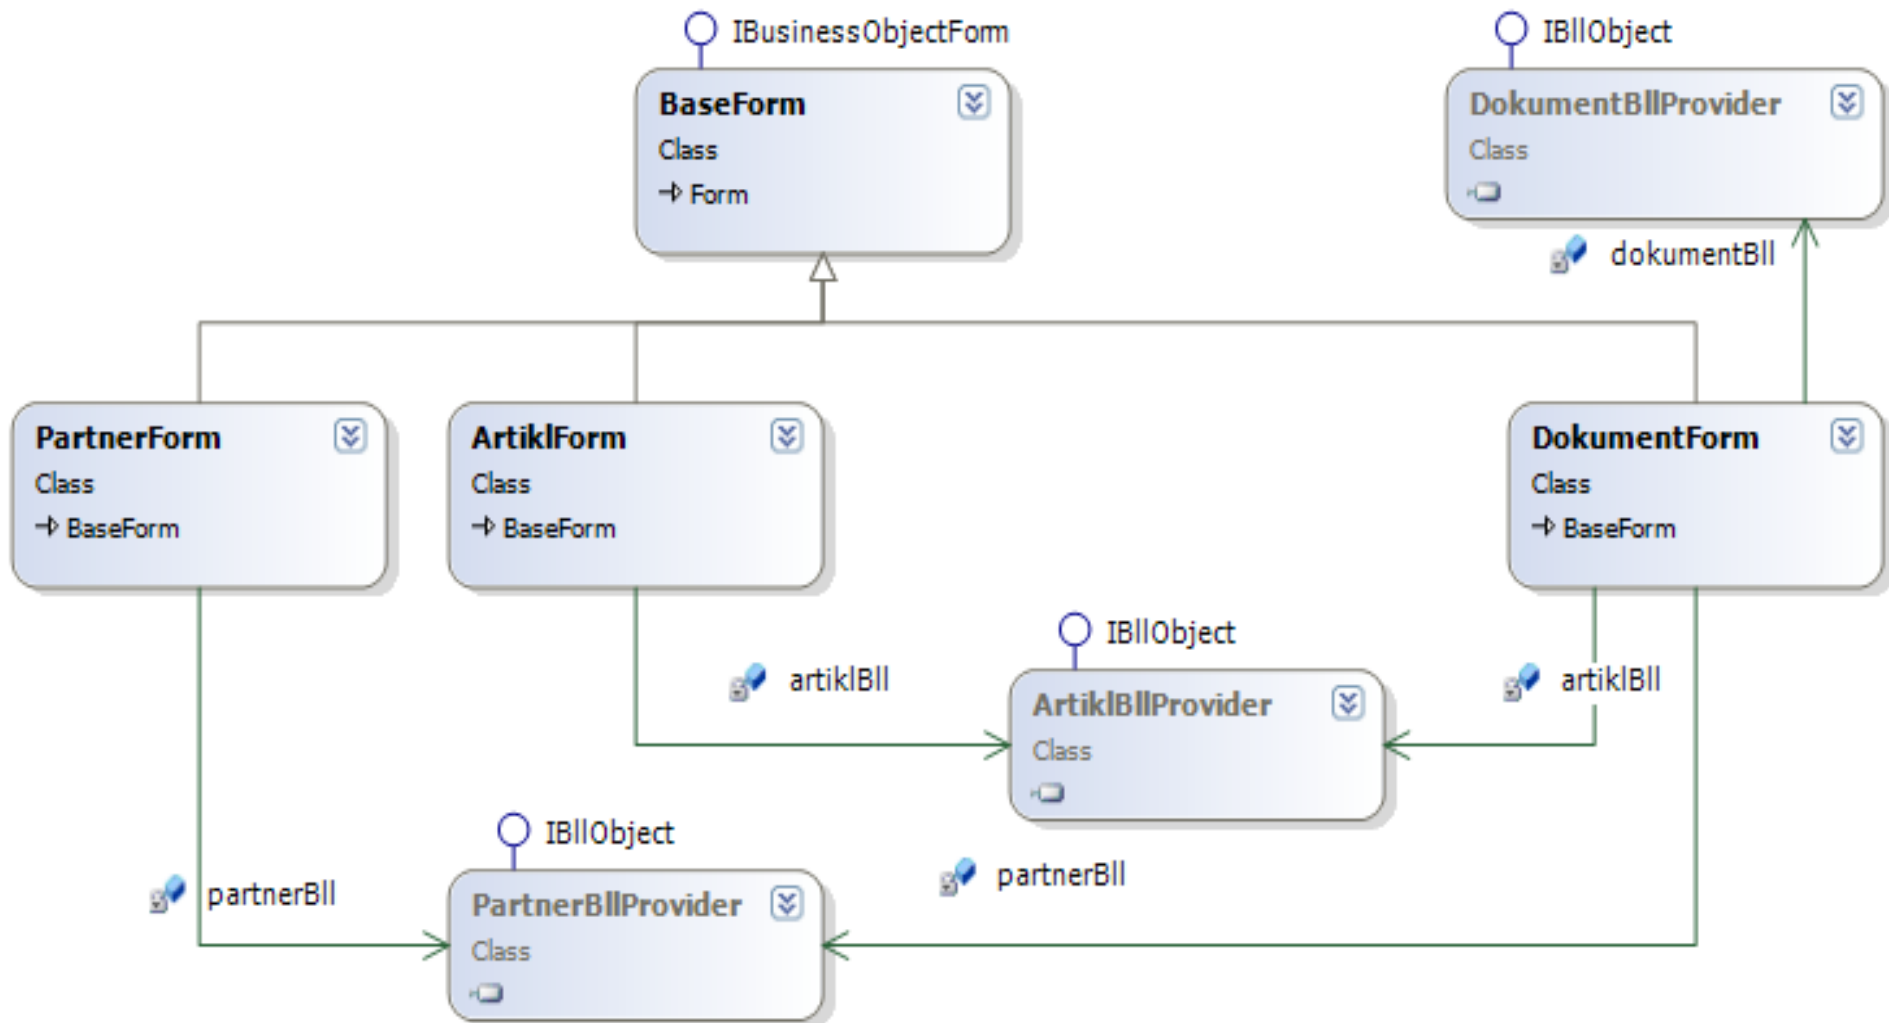 IBusinessObjectForm
BaseForm
Class
Form
IBllObject
DokumentBllProvider
Class
dokumentBll
PartnerForm
Class
BaseForm
ArtiklForm
Class
BaseForm
DokumentForm
Class
BaseForm
artiklBll
IBllObject
ArtiklBllProvider
Class
artiklBll
partnerBll
IBllObject
PartnerBllProvider
Class
partnerBll